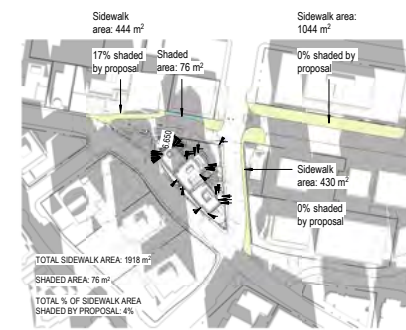 Sidewalk
area: 444 m²
17% shaded
by proposal
Shaded
area: 76 m²
Sidewalk area:
1044 m²
0% shaded by
proposal
6.650
Sidewalk
area: 430 m²
0% shaded
by proposal
TOTAL SIDEWALK AREA: 1918 m²
SHADED AREA: 76 m²
TOTAL % OF SIDEWALK AREA
SHADED BY PROPOSAL: 4%